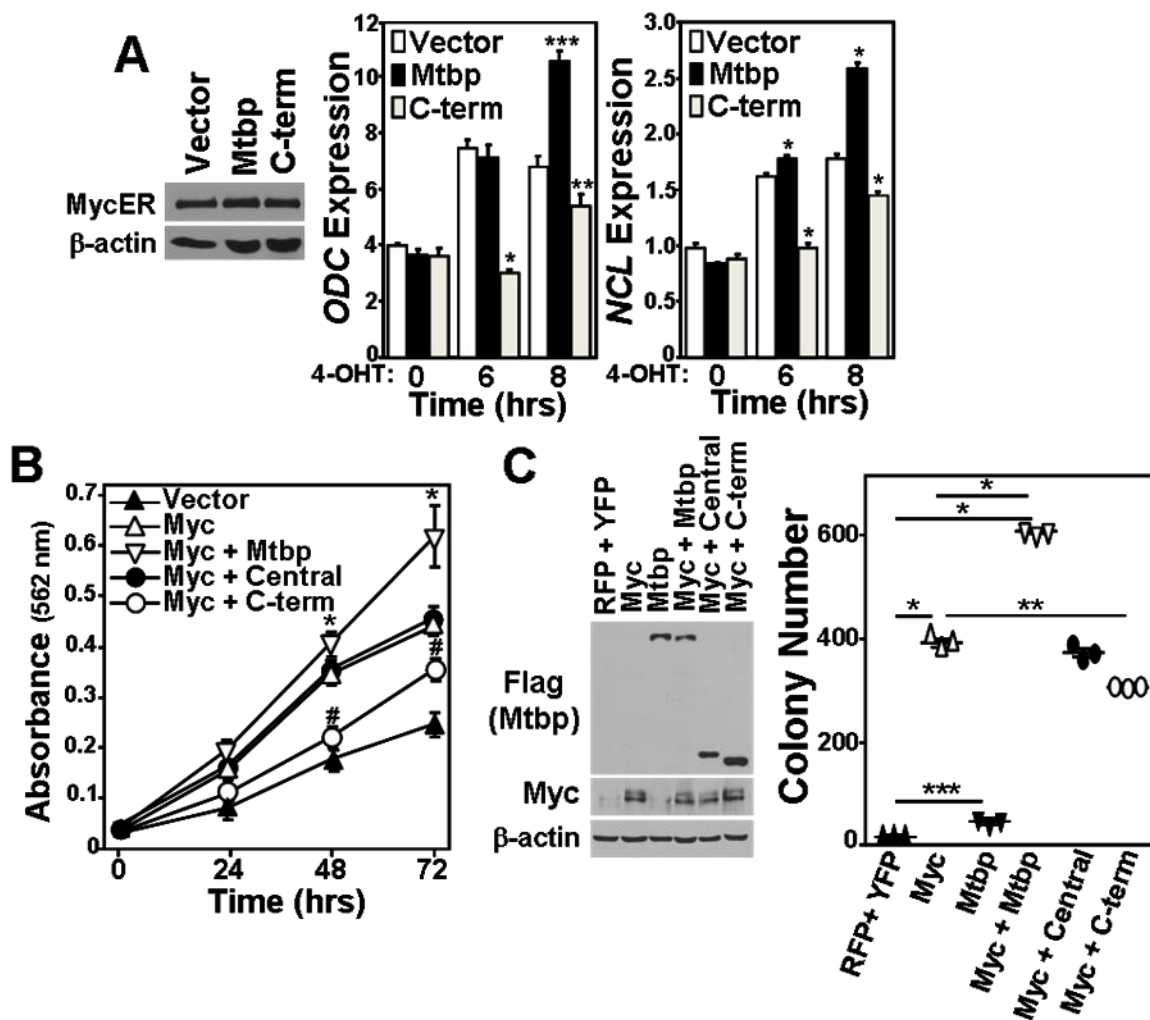 A
Vector
Mtbp
C-term
MycER
β-actin
ODC Expression
12
10
8
6
4
2
0
Vector
Mtbp
C-term
***
**
*
4-OHT: 0 6 8
Time (hrs)
NCL Expression
3.0
2.5
2.0
1.5
1.0
0.5
0.0
Vector
Mtbp
C-term
*
*
*
*
4-OHT: 0 6 8
Time (hrs)
B
Absorbance (562 nm)
0.7
0.6
0.5
0.4
0.3
0.2
0.1
0
Vector
Myc
Myc + Mtbp
Myc + Central
Myc + C-term
*
*
#
#
0 24 48 72
Time (hrs)
C
RFP + YFP
Myc
Mtbp
Myc + Mtbp
Myc + Central
Myc + C-term
Flag
(Mtbp)
Myc
β-actin
Colony Number
600
400
200
0
*
*
*
**
***
RFP+ YFP
Myc
Mtbp
Myc + Mtbp
Myc + Central
Myc + C-term